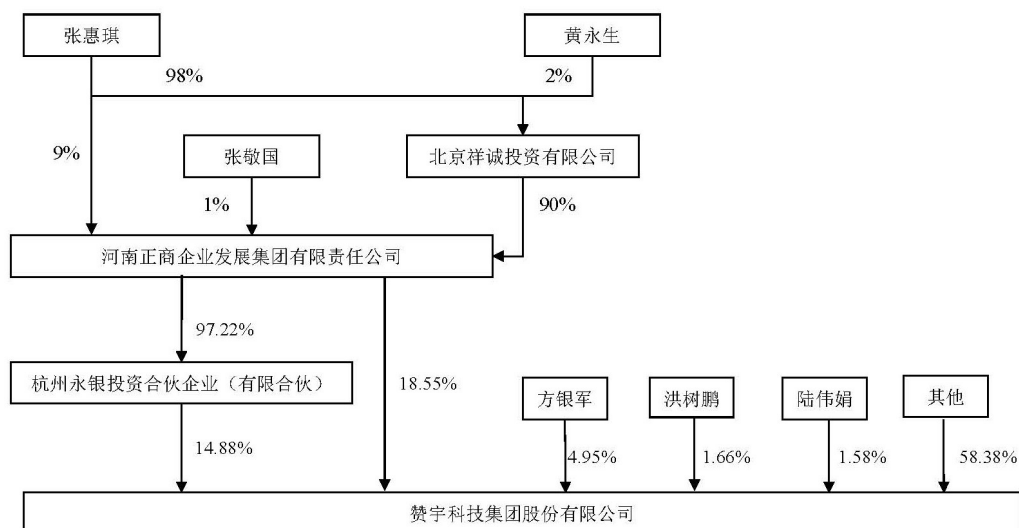 张惠琪
黄永生
98%
2%
9%
张敬国
北京祥诚投资有限公司
1%
90%
河南正商企业发展集团有限责任公司
97.22%
杭州永银投资合伙企业（有限合伙）
18.55%
方银军
洪树鹏
陆伟娟
其他
14.88%
4.95%
1.66%
1.58%
58.38%
赞宇科技集团股份有限公司